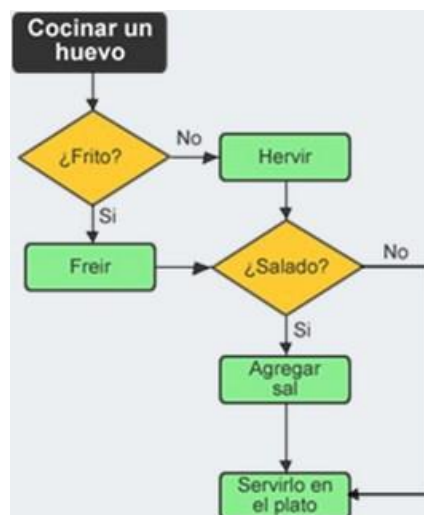 Cocinar un
huevo
¿Frito?
No
Hervir
Si
Freir
¿Salado?
No
Si
Agregar
sal
Servirlo en
el plato